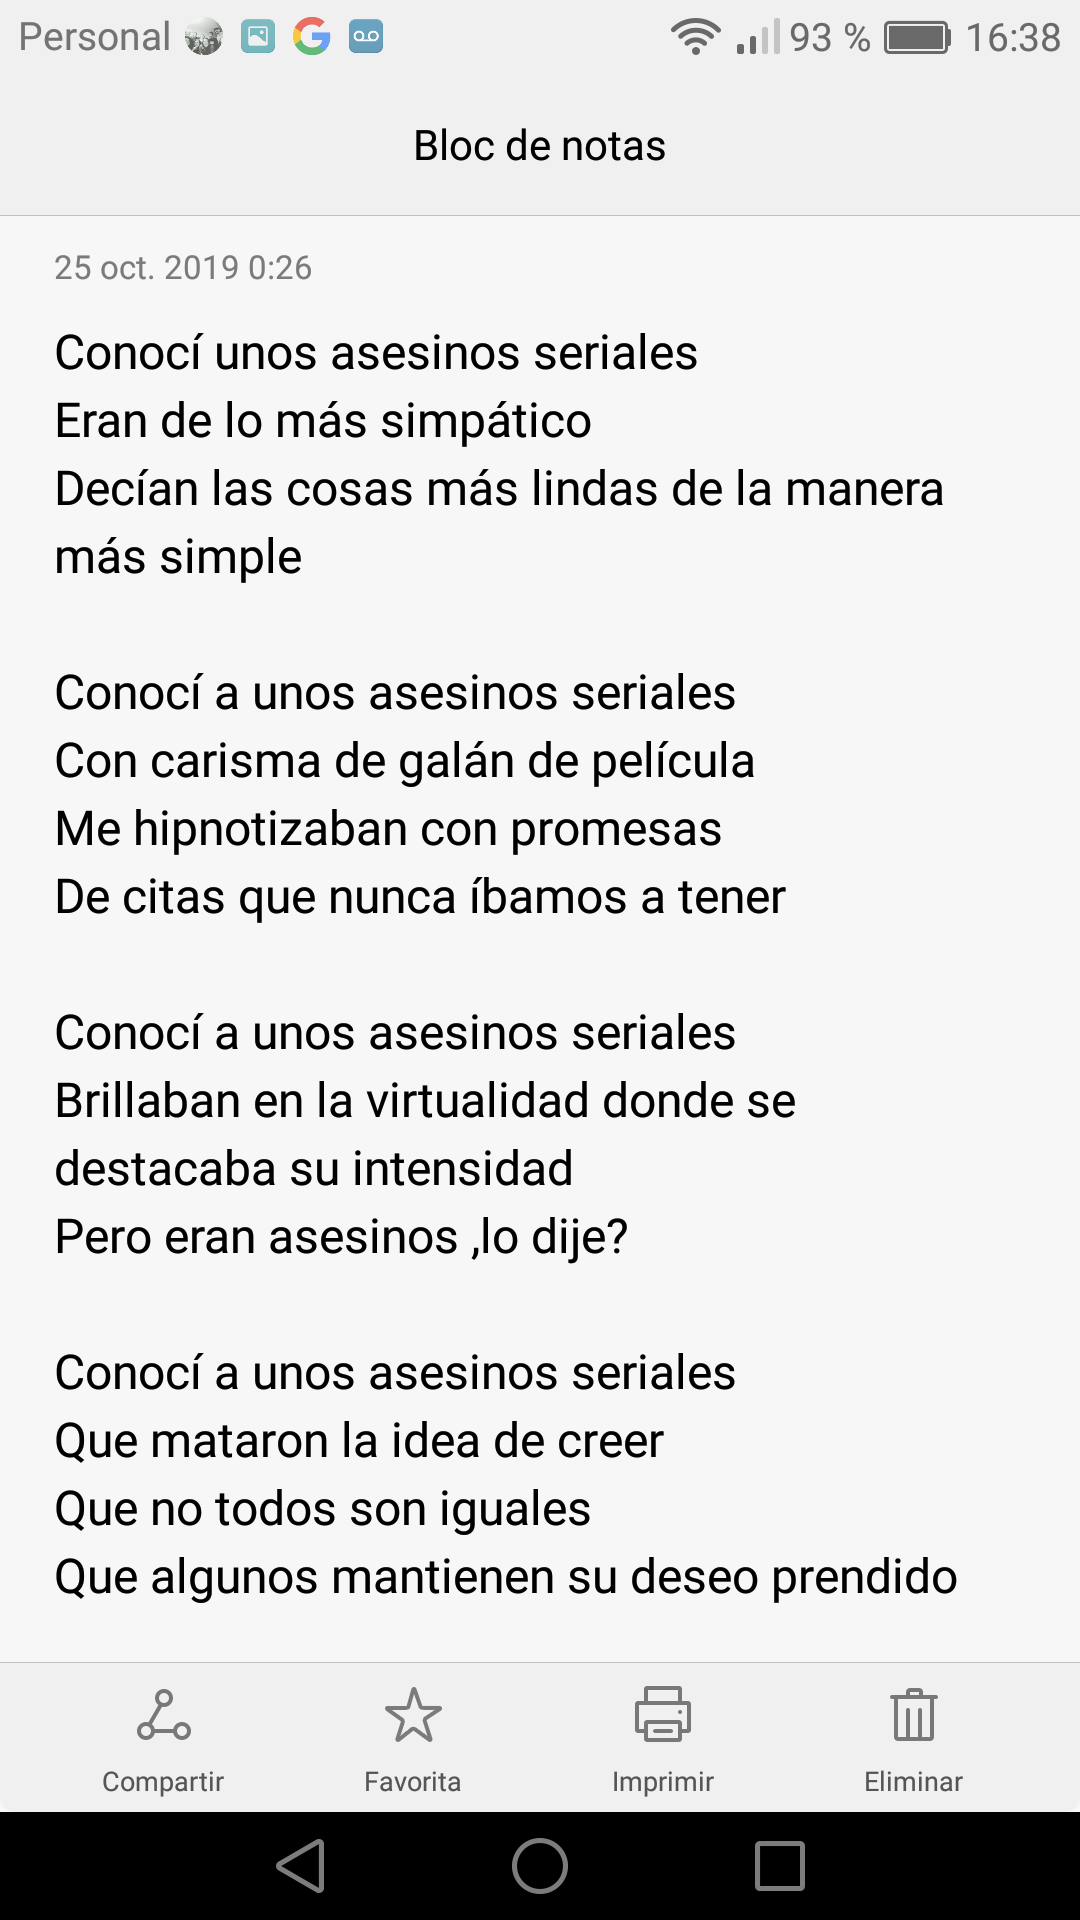 Personal 93 % 16:38
Bloc de notas
25 oct. 2019 0:26
Conocí unos asesinos seriales
Eran de lo más simpático
Decían las cosas más lindas de la manera
más simple
Conocí a unos asesinos seriales
Con carisma de galán de película
Me hipnotizaban con promesas
De citas que nunca íbamos a tener
Conocí a unos asesinos seriales
Brillaban en la virtualidad donde se
destacaba su intensidad
Pero eran asesinos ,lo dije?
Conocí a unos asesinos seriales
Que mataron la idea de creer
Que no todos son iguales
Que algunos mantienen su deseo prendido
Compartir Favorita Imprimir Eliminar